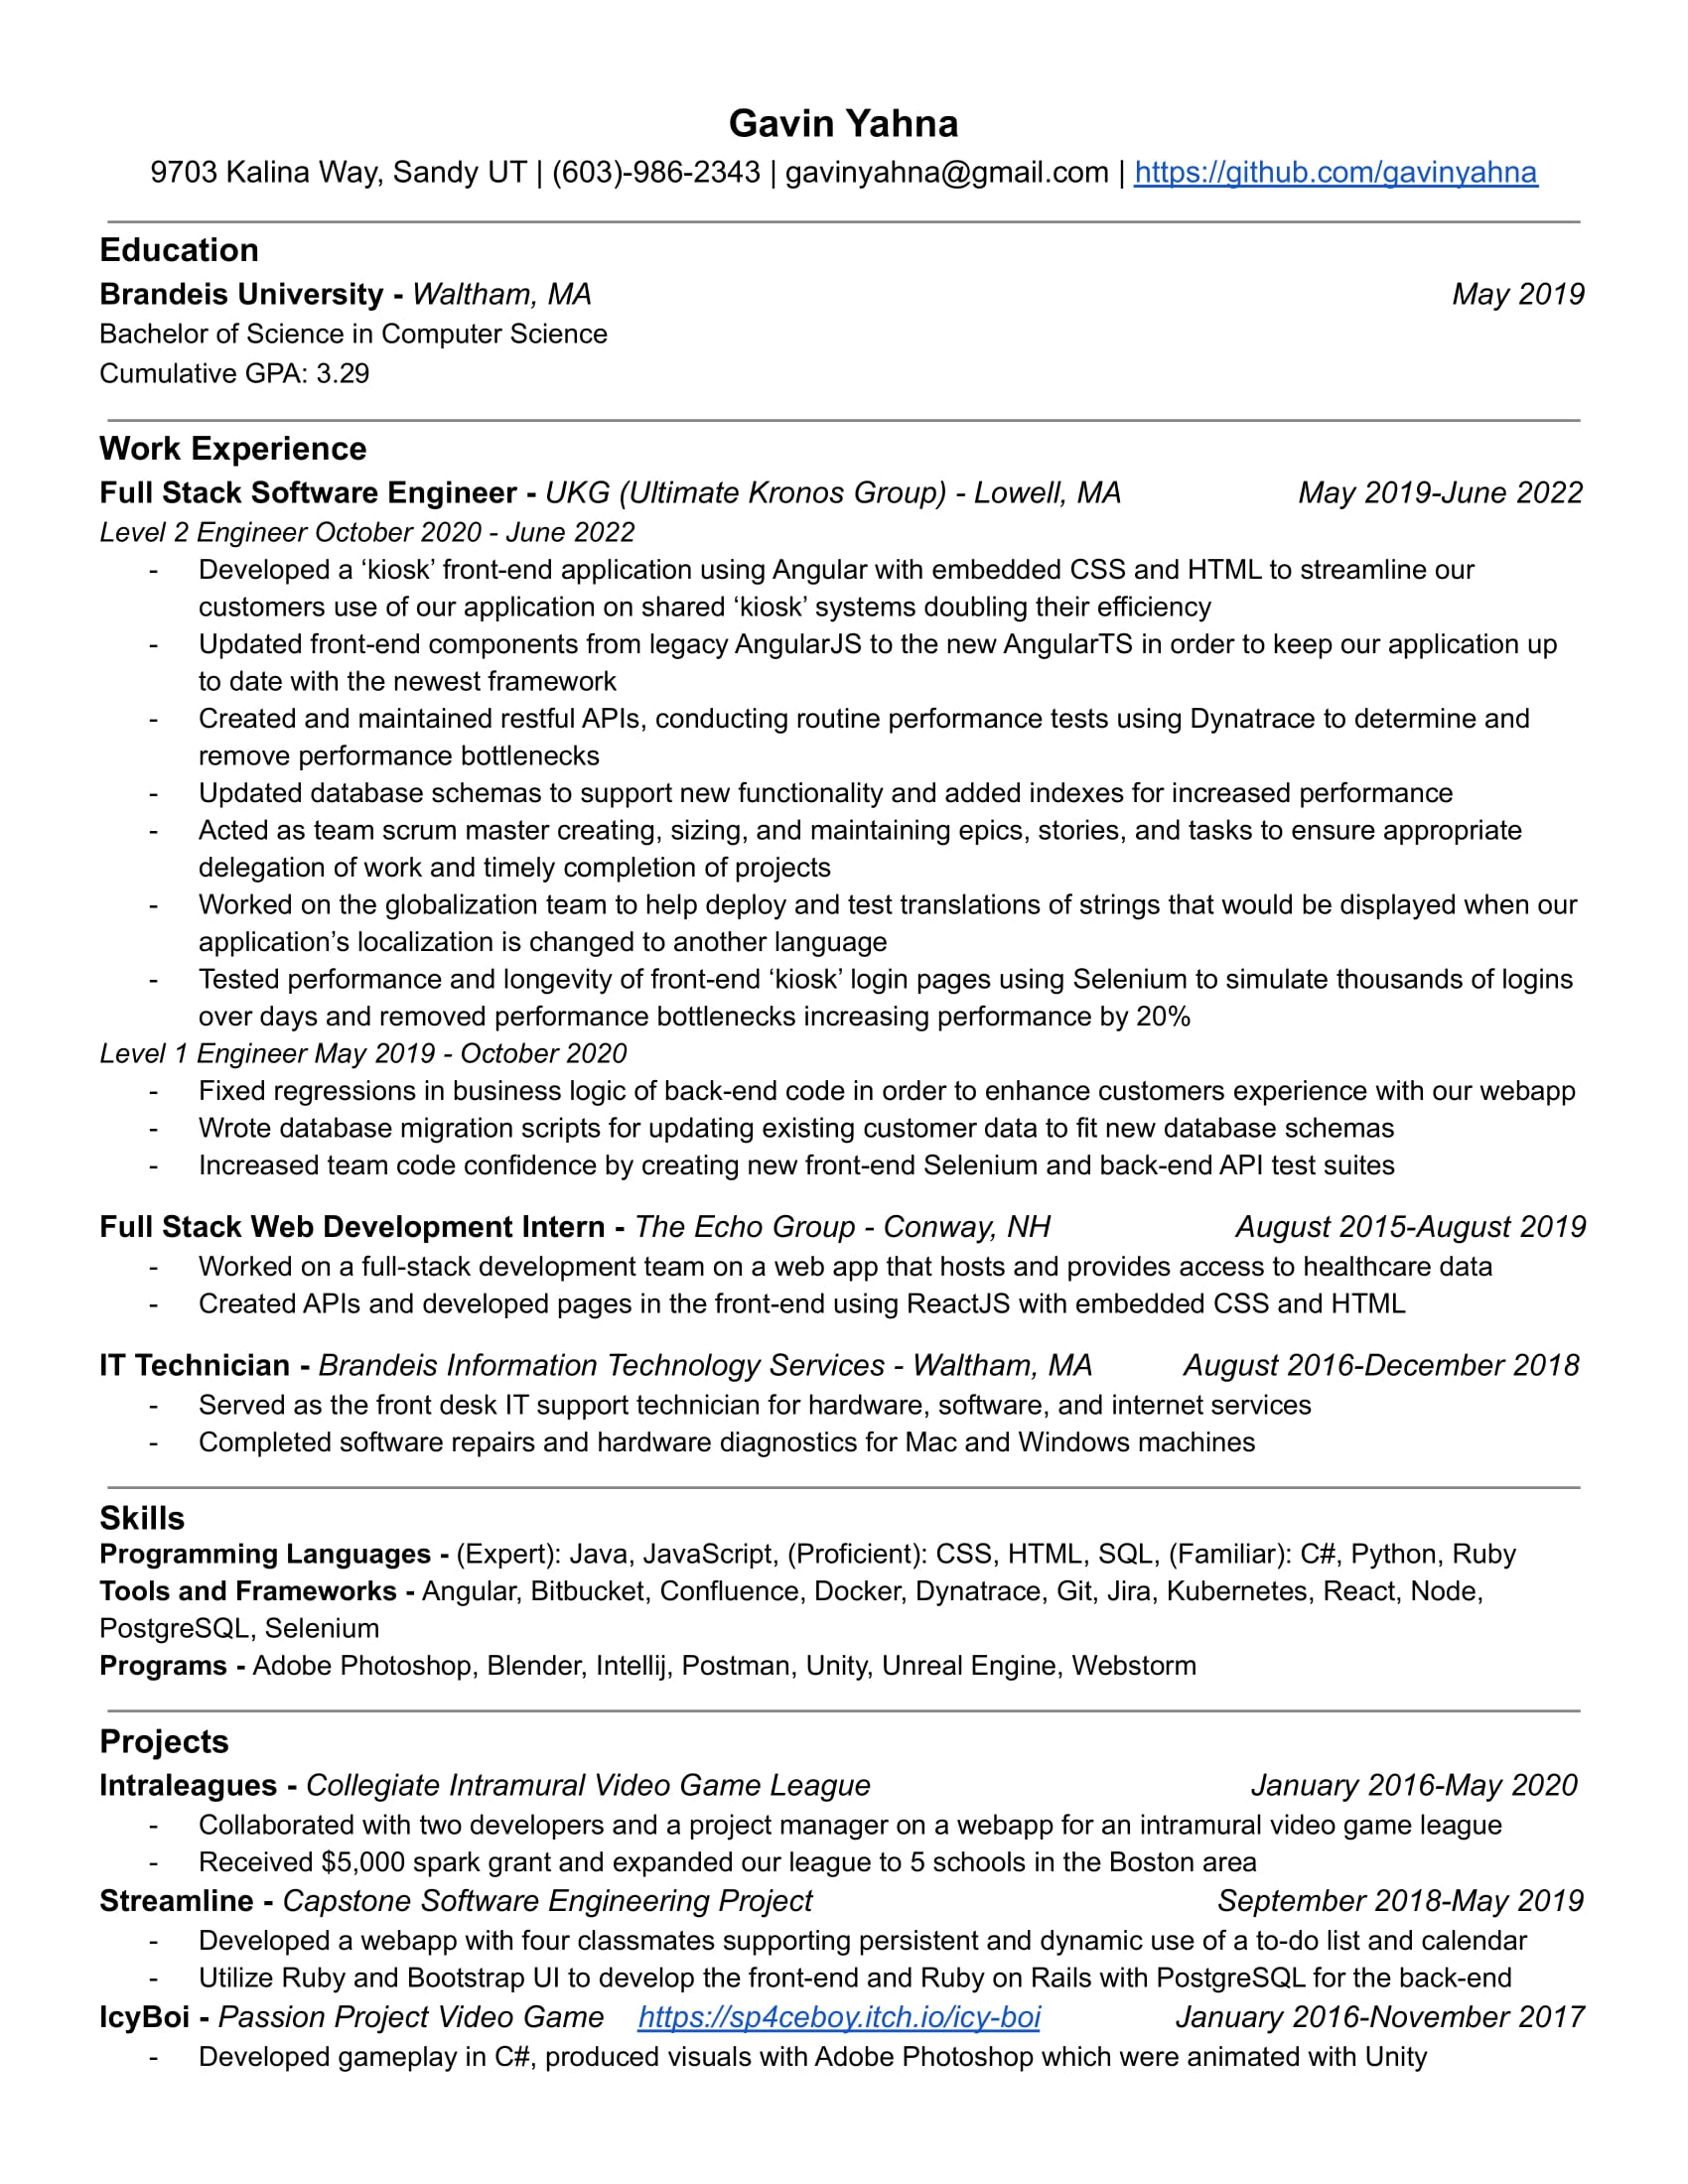 Gavin Yahna
9703 Kalina Way, Sandy UT | (603)-986-2343 | gavinyahna@gmail.com | https://github.com/gavinyahna
Education
Brandeis University - Waltham, MA May 2019
Bachelor of Science in Computer Science
Cumulative GPA: 3.29
Work Experience
Full Stack Software Engineer - UKG (Ultimate Kronos Group) - Lowell, MA May 2019-June 2022
Level 2 Engineer October 2020 - June 2022
- Developed a ‘kiosk’ front-end application using Angular with embedded CSS and HTML to streamline our
customers use of our application on shared ‘kiosk’ systems doubling their efficiency
- Updated front-end components from legacy AngularJS to the new AngularTS in order to keep our application up
to date with the newest framework
- Created and maintained restful APIs, conducting routine performance tests using Dynatrace to determine and
remove performance bottlenecks
- Updated database schemas to support new functionality and added indexes for increased performance
- Acted as team scrum master creating, sizing, and maintaining epics, stories, and tasks to ensure appropriate
delegation of work and timely completion of projects
- Worked on the globalization team to help deploy and test translations of strings that would be displayed when our
application’s localization is changed to another language
- Tested performance and longevity of front-end ‘kiosk’ login pages using Selenium to simulate thousands of logins
over days and removed performance bottlenecks increasing performance by 20%
Level 1 Engineer May 2019 - October 2020
- Fixed regressions in business logic of back-end code in order to enhance customers experience with our webapp
- Wrote database migration scripts for updating existing customer data to fit new database schemas
- Increased team code confidence by creating new front-end Selenium and back-end API test suites
Full Stack Web Development Intern - The Echo Group - Conway, NH August 2015-August 2019
- Worked on a full-stack development team on a web app that hosts and provides access to healthcare data
- Created APIs and developed pages in the front-end using ReactJS with embedded CSS and HTML
IT Technician - Brandeis Information Technology Services - Waltham, MA August 2016-December 2018
- Served as the front desk IT support technician for hardware, software, and internet services
- Completed software repairs and hardware diagnostics for Mac and Windows machines
Skills
Programming Languages - (Expert): Java, JavaScript, (Proficient): CSS, HTML, SQL, (Familiar): C#, Python, Ruby
Tools and Frameworks - Angular, Bitbucket, Confluence, Docker, Dynatrace, Git, Jira, Kubernetes, React, Node,
PostgreSQL, Selenium
Programs - Adobe Photoshop, Blender, Intellij, Postman, Unity, Unreal Engine, Webstorm
Projects
Intraleagues - Collegiate Intramural Video Game League January 2016-May 2020
- Collaborated with two developers and a project manager on a webapp for an intramural video game league
- Received $5,000 spark grant and expanded our league to 5 schools in the Boston area
Streamline - Capstone Software Engineering Project September 2018-May 2019
- Developed a webapp with four classmates supporting persistent and dynamic use of a to-do list and calendar
- Utilize Ruby and Bootstrap UI to develop the front-end and Ruby on Rails with PostgreSQL for the back-end
IcyBoi - Passion Project Video Game https://sp4ceboy.itch.io/icy-boi January 2016-November 2017
- Developed gameplay in C#, produced visuals with Adobe Photoshop which were animated with Unity